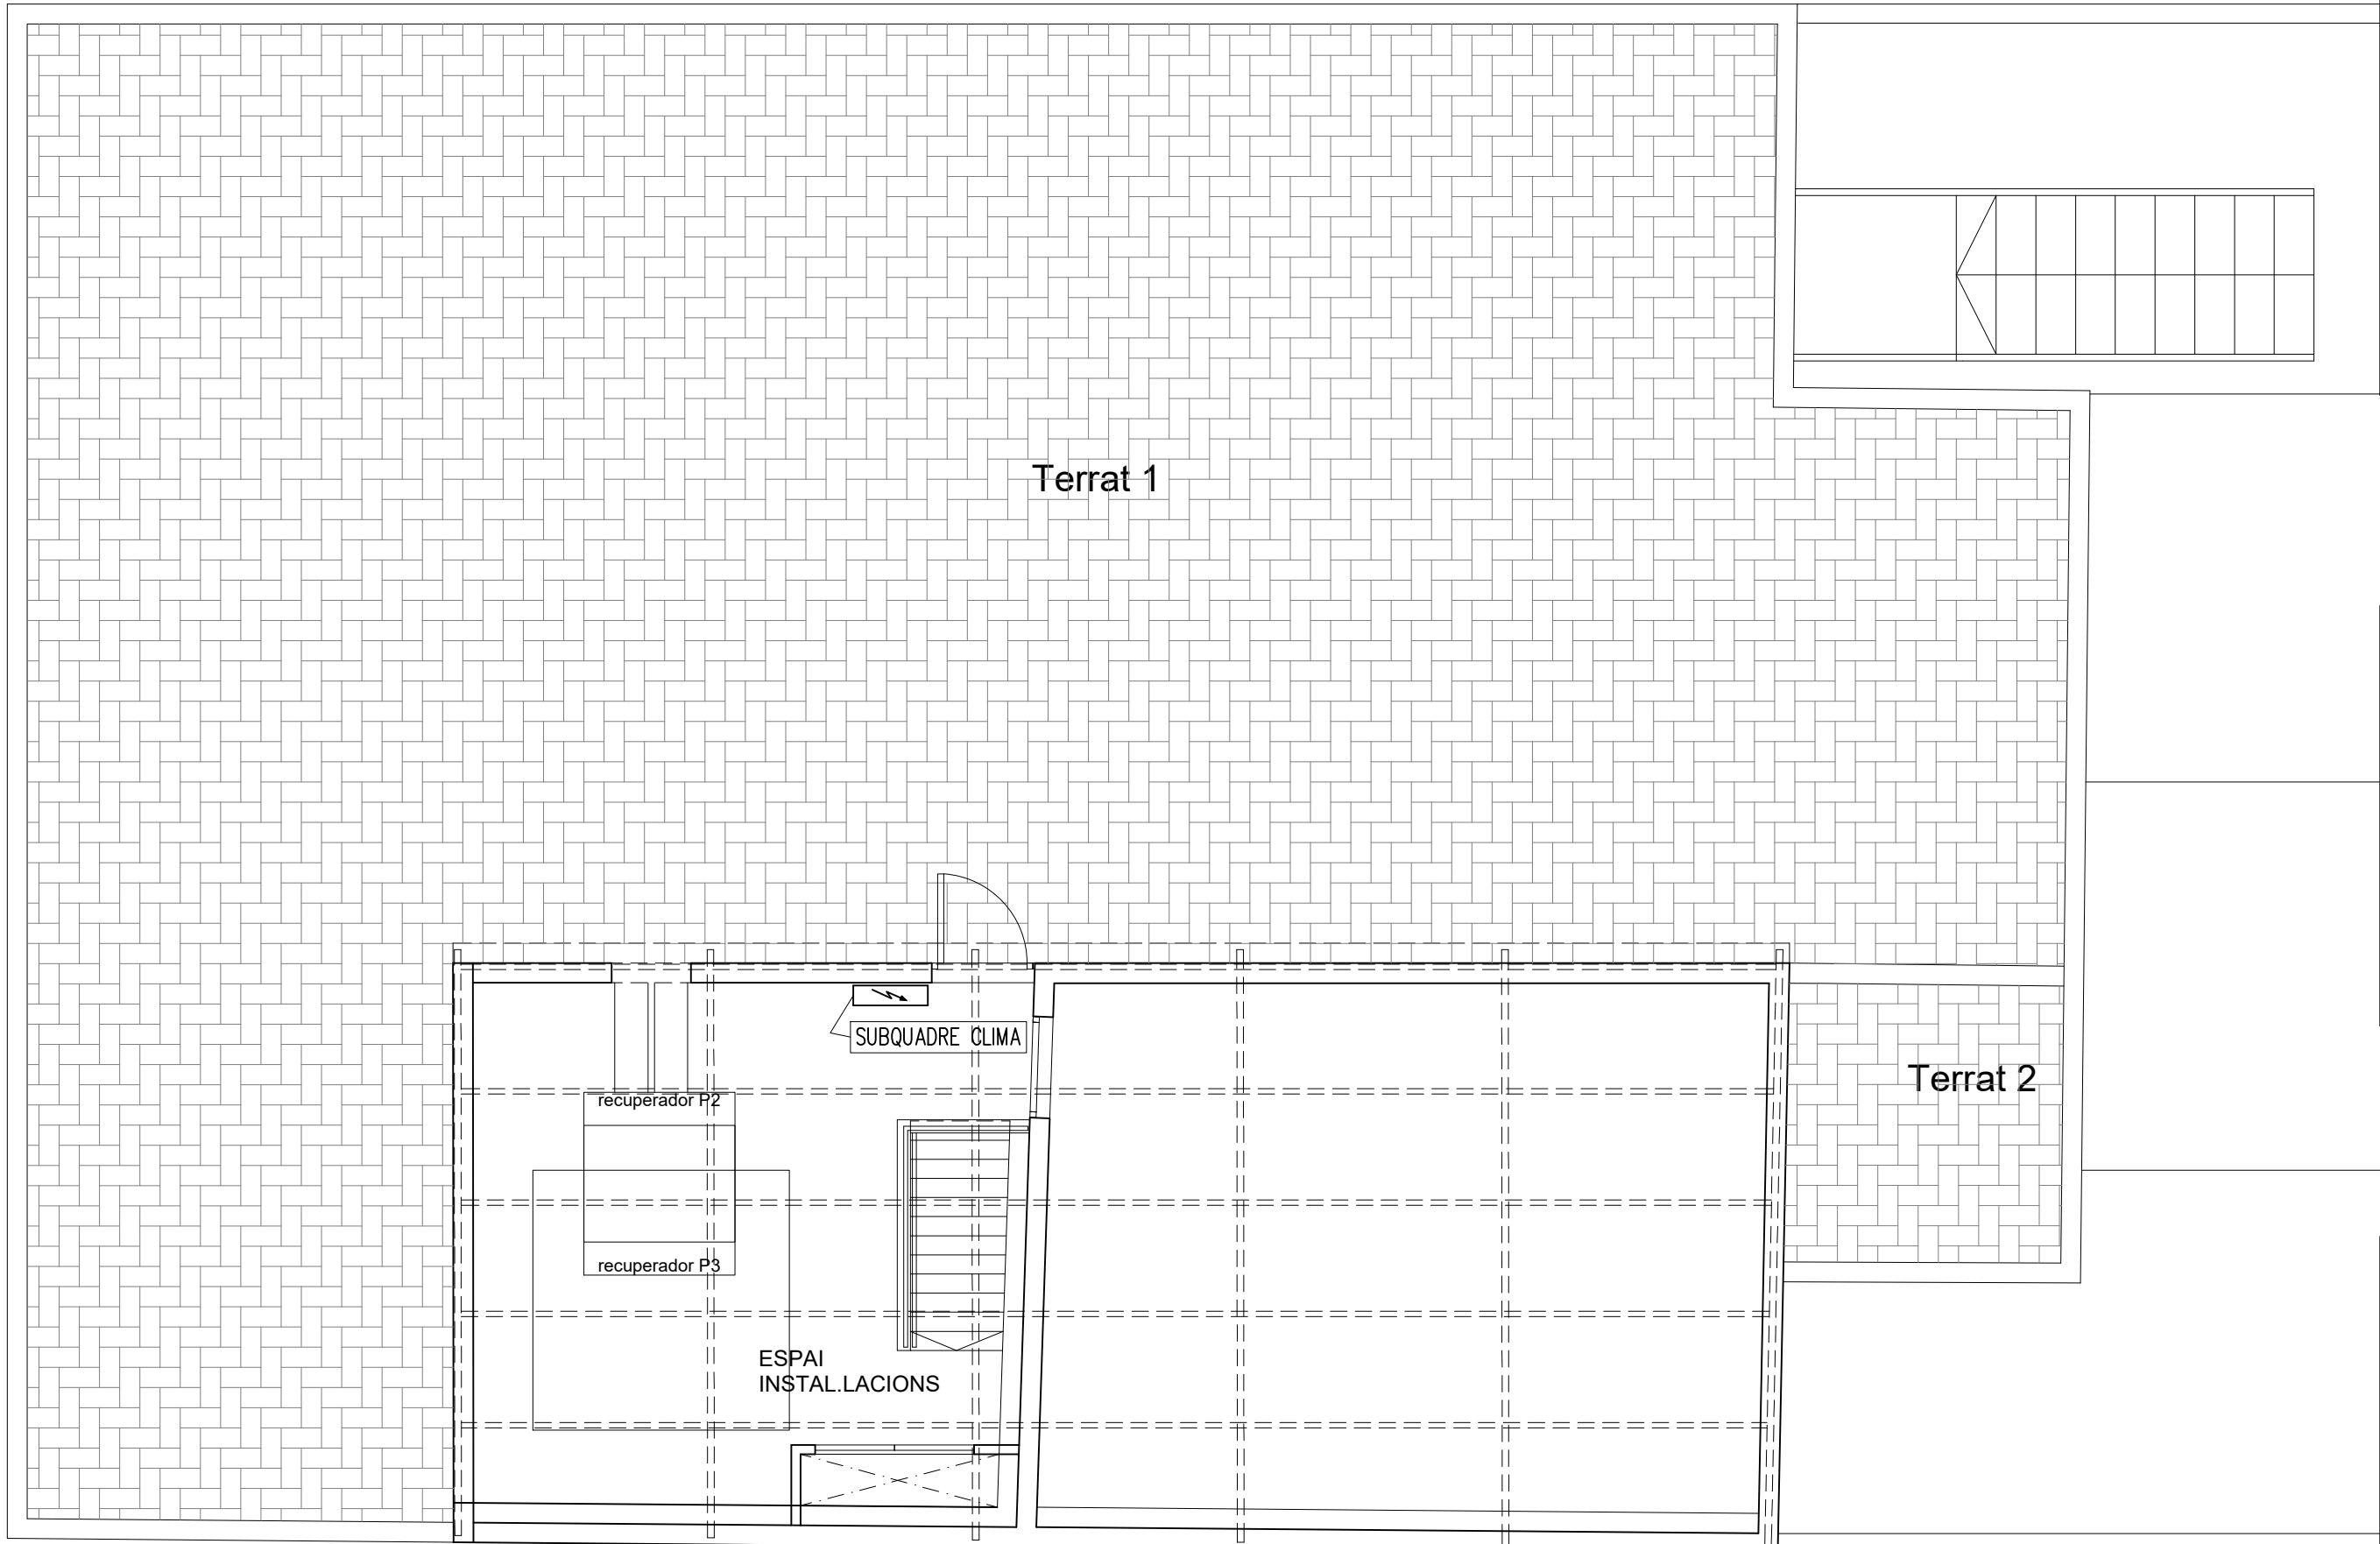 Terrat 1
SUBQUADRE CLIMA
Terrat 2
recuperador P2
recuperador P3
ESPAI
INSTAL.LACIONS